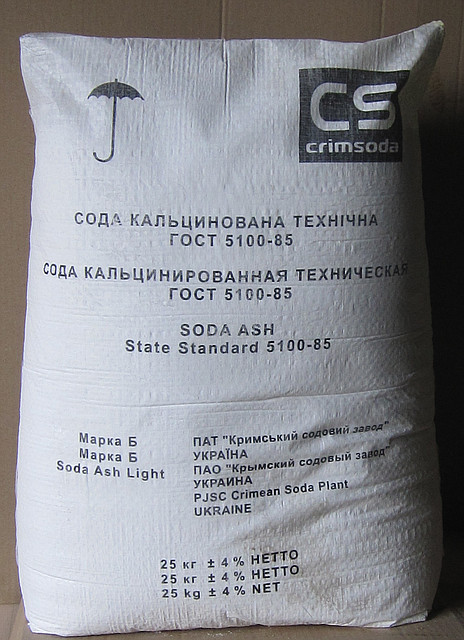 CS
crimsoda
СОДА КАЛЬЦИНОВАНА ТЕХНІЧНА
ГОСТ 5100-85
СОДА КАЛЬЦИНИРОВАННАЯ ТЕХНИЧЕСКАЯ
ГОСТ 5100-85
SODA ASH
State Standard 5100-85
Марка Б
Марка Б
Soda Ash Light
ПАТ "Кримський содовий завод"
УКРАЇНА
ПАО "Крымский содовый завод"
УКРАИНА
PJSC Crimean Soda Plant
UKRAINE
25 кг ± 4 % НЕТТО
25 кг ± 4 % НЕТТО
25 kg ± 4 % NET